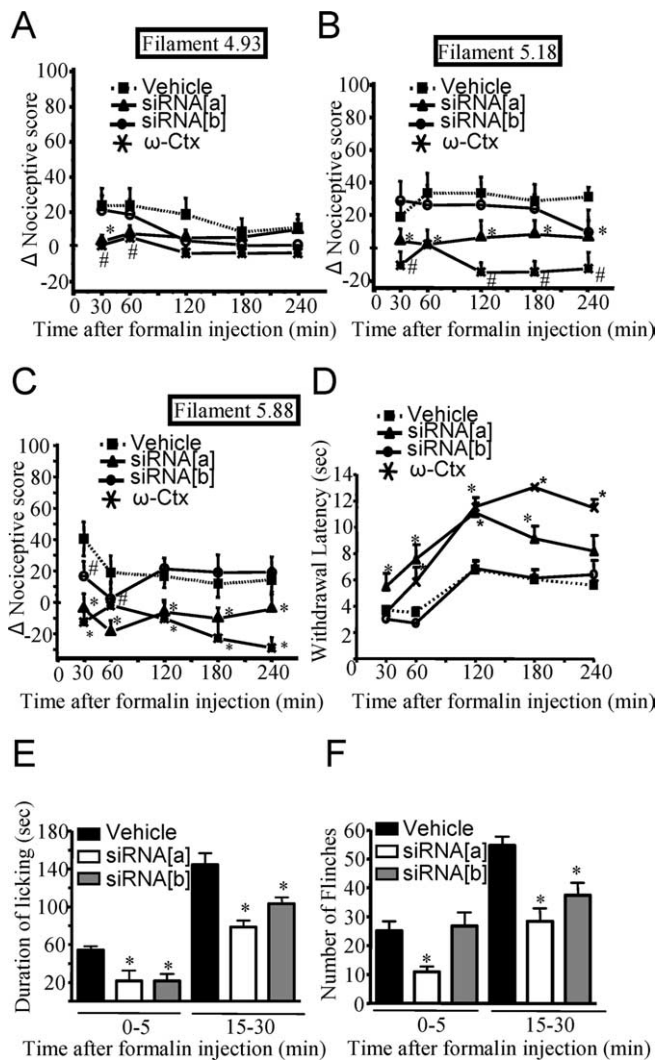 A
Filament 4.93
Vehicle
siRNA[a]
siRNA[b]
ω-Ctx
Δ Nociceptive score
100
80
60
40
20
0
-20
*
#
#
0 30 60 120 180 240
Time after formalin injection (min)
B
Filament 5.18
Vehicle
siRNA[a]
siRNA[b]
ω-Ctx
Δ Nociceptive score
100
80
60
40
20
0
-20
* * * * *
# # # #
0 30 60 120 180 240
Time after formalin injection (min)
C
Filament 5.88
Vehicle
siRNA[a]
siRNA[b]
ω-Ctx
Δ Nociceptive score
100
80
60
40
20
0
-20
# #
* * * * *
* * * *
0 30 60 120 180 240
Time after formalin injection (min)
D
Vehicle
siRNA[a]
siRNA[b]
ω-Ctx
Withdrawal Latency (sec)
14
12
10
8
6
4
2
0
* * * *
* * * *
0 30 60 120 180 240
Time after formalin injection (min)
E
Vehicle
siRNA[a]
siRNA[b]
Duration of licking (sec)
180
140
100
60
20
* * * *
0-5 15-30
Time after formalin injection (min)
F
Vehicle
siRNA[a]
siRNA[b]
Number of Flinches
60
50
40
30
20
10
0
* * *
0-5 15-30
Time after formalin injection (min)